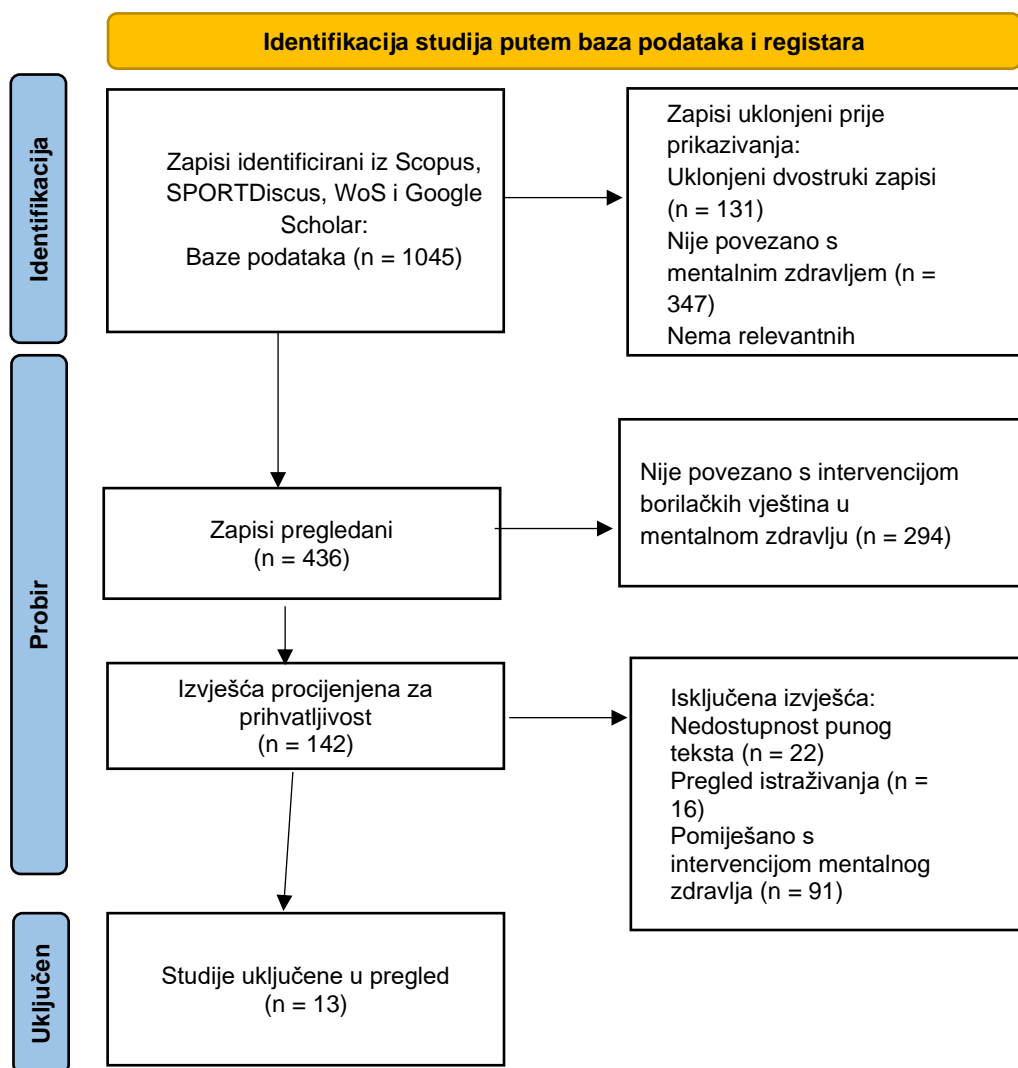 Identifikacija studija putem baza podataka i registara
Identifikacija
Zapisi identificirani iz Scopus,
SPORTDiscus, WoS i Google
Scholar:
Baze podataka (n = 1045)
Zapisi uklonjeni prije
prikazivanja:
Uklonjeni dvostruki zapisi
(n = 131)
Nije povezano s
mentalnim zdravljem (n =
347)
Nema relevantnih
Probir
Zapisi pregledani
(n = 436)
Nije povezano s intervencijom
borilačkih vještina u
mentalnom zdravlju (n = 294)
Izvješća procijenjena za
prihvatljivost
(n = 142)
Isključena izvješća:
Nedostupnost punog
teksta (n = 22)
Pregled istraživanja (n =
16)
Pomiješano s
intervencijom mentalnog
zdravlja (n = 91)
Uključen
Studije uključene u pregled
(n = 13)